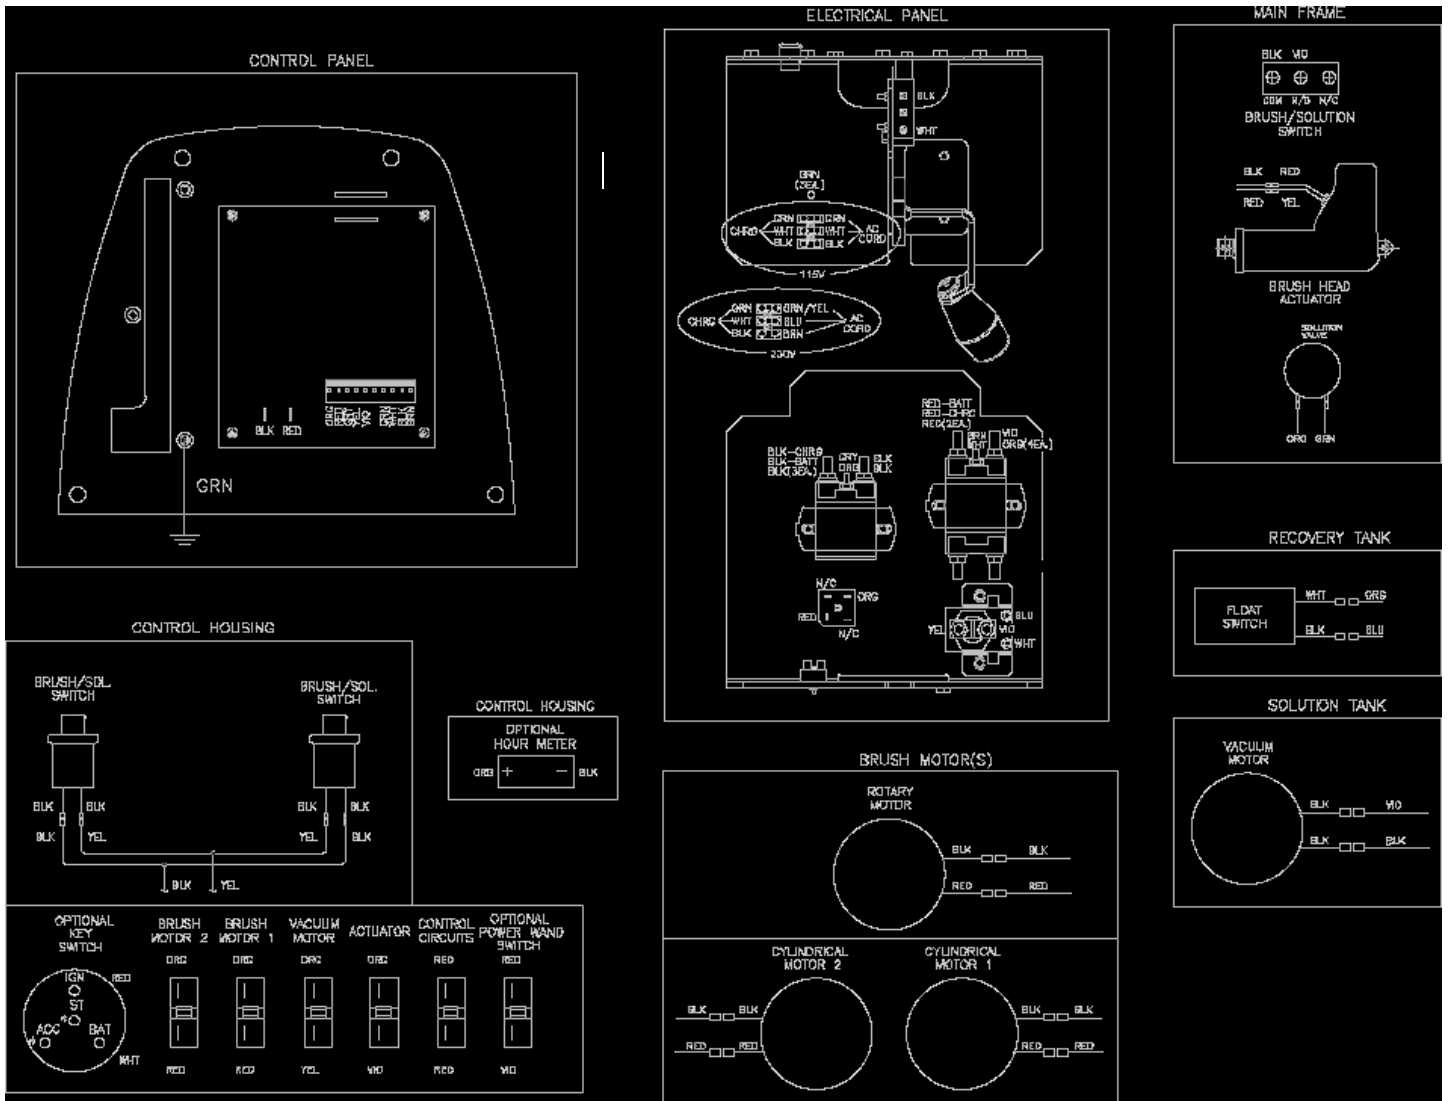 CONTROL PANEL
BLK RED
GRN
ELECTRICAL PANEL
BLK
WHT
GRN
(3EA.)
GRN GRN
CHRG WHT WHT AC
BLK BLK CORD
115V
GRN GRN/YEL
CHRG WHT BLU AC
BLK BRN CORD
230V
RED-BATT
RED-CHRG
RED(2EA.)
VIO
BRN
WHT
ORG(4EA.)
BLK-CHRG
BLK-BATT
BLK(3EA.)
GRY
ORG
BLK
BLK
N/C
ORG
RED
N/C
BLU
YEL VIO
WHT
MAIN FRAME
BLK VIO
COM N/O N/C
BRUSH/SOLUTION
SWITCH
BLK RED
RED YEL
BRUSH HEAD
ACTUATOR
SOLUTION
VALVE
ORG GRN
RECOVERY TANK
FLOAT
SWITCH
WHT ORG
BLK BLU
SOLUTION TANK
VACUUM
MOTOR
BLK VIO
BLK BLK
CONTROL HOUSING
BRUSH/SOL.
SWITCH
BRUSH/SOL.
SWITCH
BLK BLK
BLK YEL
BLK
YEL BLK
BLK YEL
CONTROL HOUSING
OPTIONAL
HOUR METER
ORG + - BLK
OPTIONAL
KEY
SWITCH
IGN RED
ST
*
ACC BAT
*
WHT
BRUSH
MOTOR 2
ORG
RED
BRUSH
MOTOR 1
ORG
RED
VACUUM
MOTOR
ORG
YEL
ACTUATOR
ORG
VIO
CONTROL
CIRCUITS
RED
RED
OPTIONAL
POWER WAND
SWITCH
RED
VIO
BRUSH MOTOR(S)
ROTARY
MOTOR
BLK BLK
RED RED
CYLINDRICAL
MOTOR 2
BLK BLK
RED RED
CYLINDRICAL
MOTOR 1
BLK BLK
RED RED